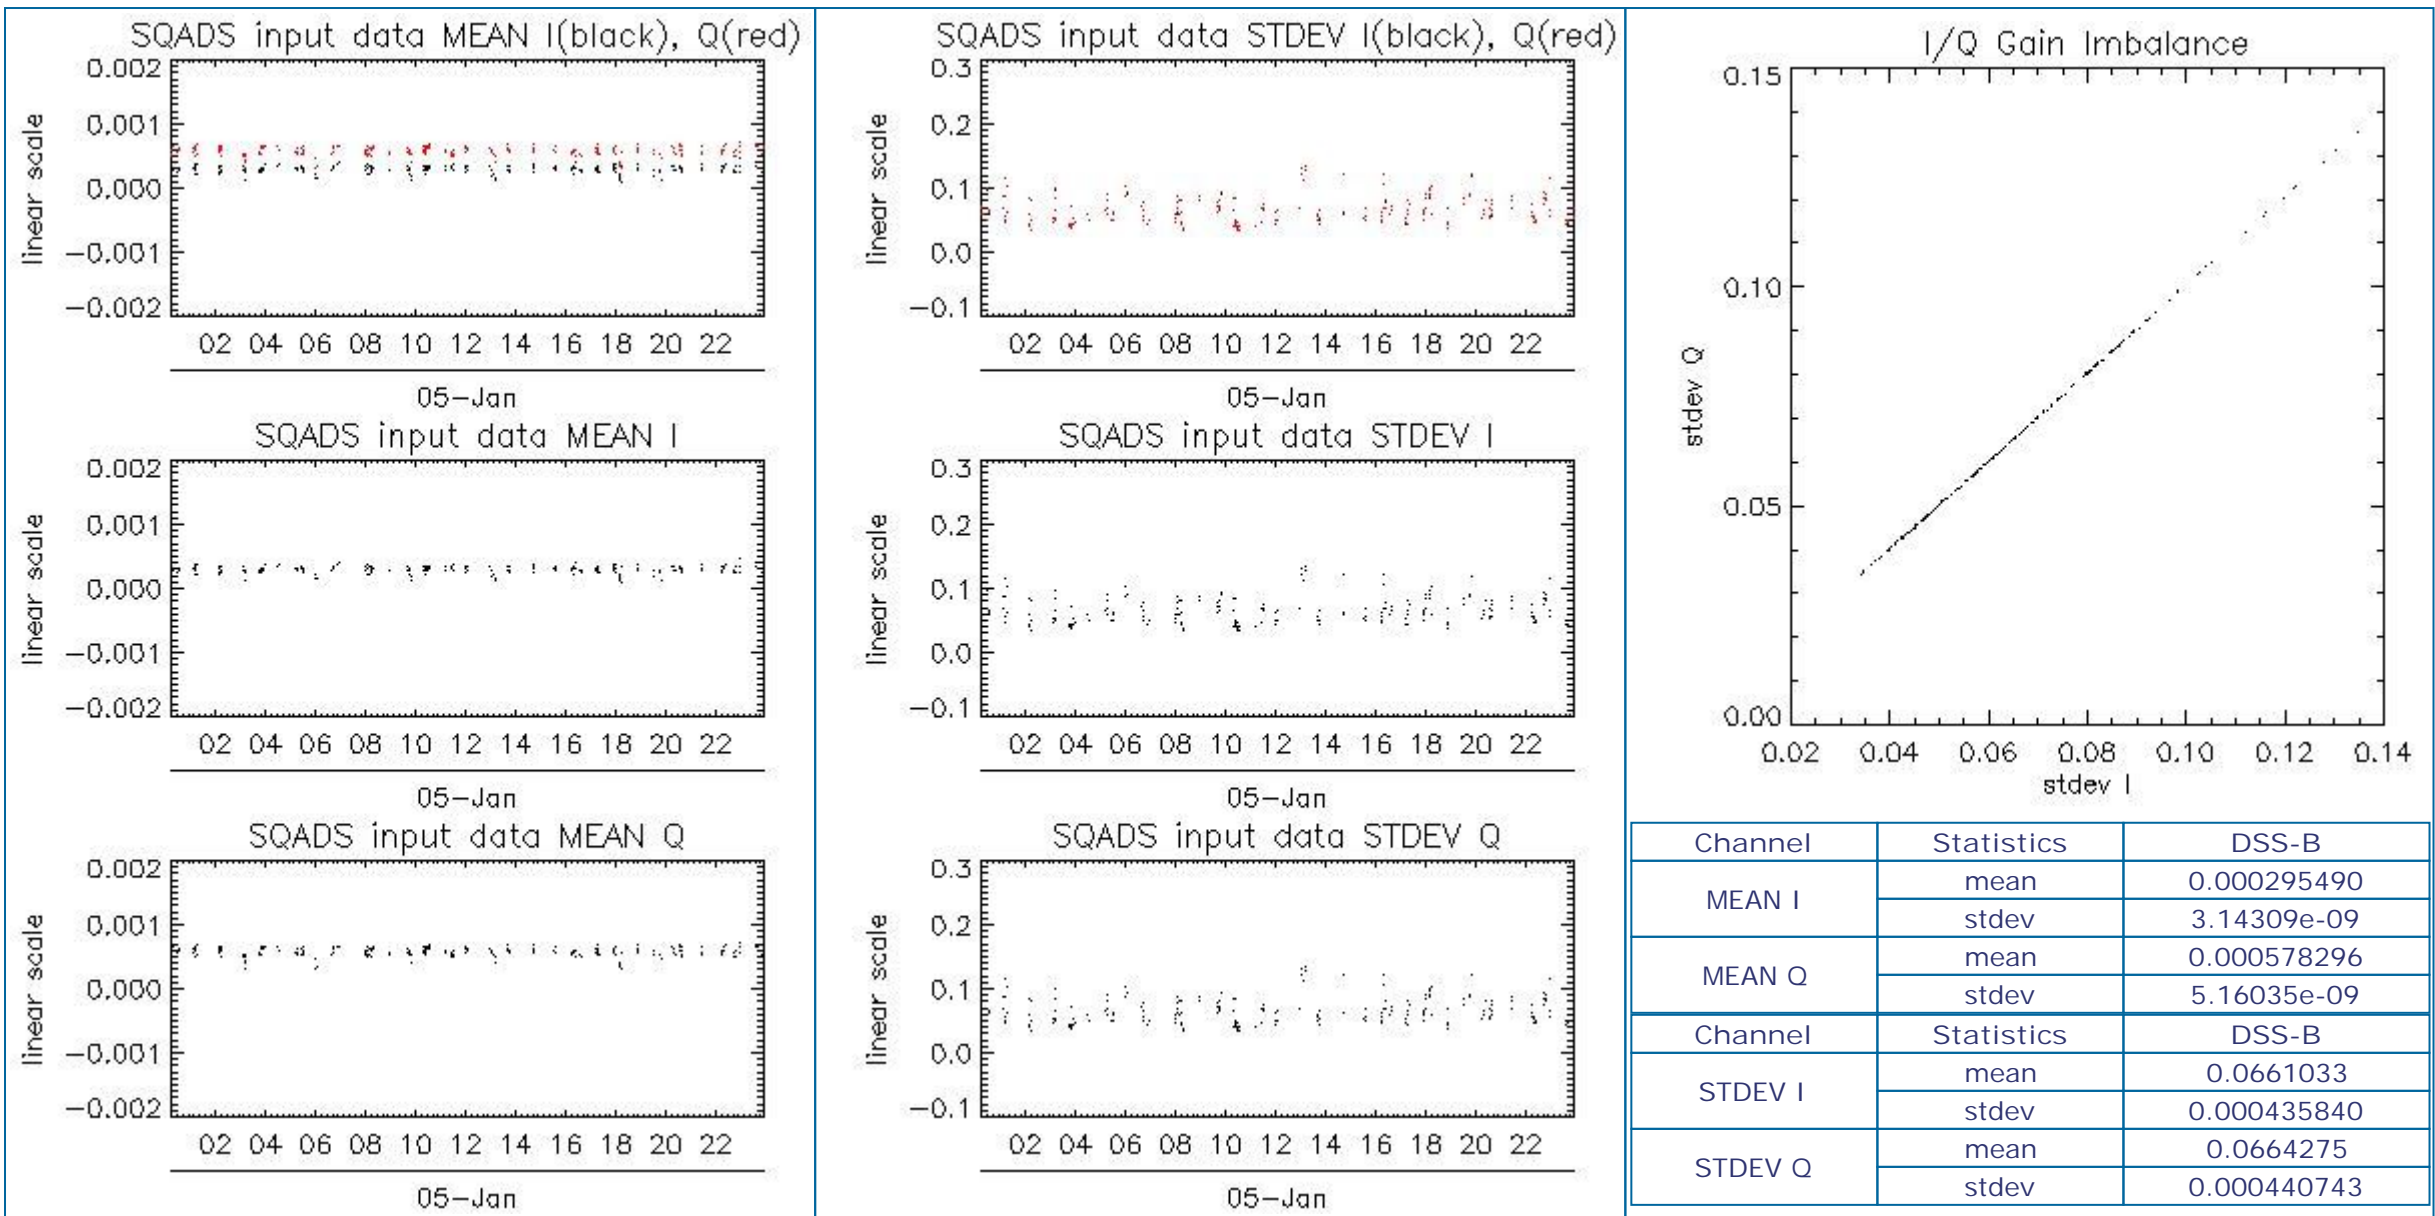 SQADS input data MEAN I(black), Q(red)
0.002
0.001
0.000
−0.001
−0.002
linear scale
02 04 06 08 10 12 14 16 18 20 22
05−Jan
SQADS input data MEAN I
0.002
0.001
0.000
−0.001
−0.002
linear scale
02 04 06 08 10 12 14 16 18 20 22
05−Jan
SQADS input data MEAN Q
0.002
0.001
0.000
−0.001
−0.002
linear scale
02 04 06 08 10 12 14 16 18 20 22
05−Jan
SQADS input data STDEV I(black), Q(red)
0.3
0.2
0.1
0.0
−0.1
linear scale
02 04 06 08 10 12 14 16 18 20 22
05−Jan
SQADS input data STDEV I
0.3
0.2
0.1
0.0
−0.1
linear scale
02 04 06 08 10 12 14 16 18 20 22
05−Jan
SQADS input data STDEV Q
0.3
0.2
0.1
0.0
−0.1
linear scale
02 04 06 08 10 12 14 16 18 20 22
05−Jan
I/Q Gain Imbalance
0.15
0.10
0.05
0.00
stdev Q
0.02 0.04 0.06 0.08 0.10 0.12 0.14
stdev I
Channel Statistics DSS-B
MEAN I mean 0.000295490
stdev 3.14309e-09
MEAN Q mean 0.000578296
stdev 5.16035e-09
Channel Statistics DSS-B
STDEV I mean 0.0661033
stdev 0.000435840
STDEV Q mean 0.0664275
stdev 0.000440743